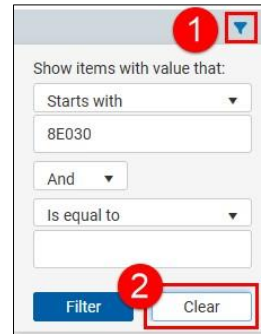 1
Show items with value that:
Starts with
8E030
And
Is equal to
2
Filter Clear